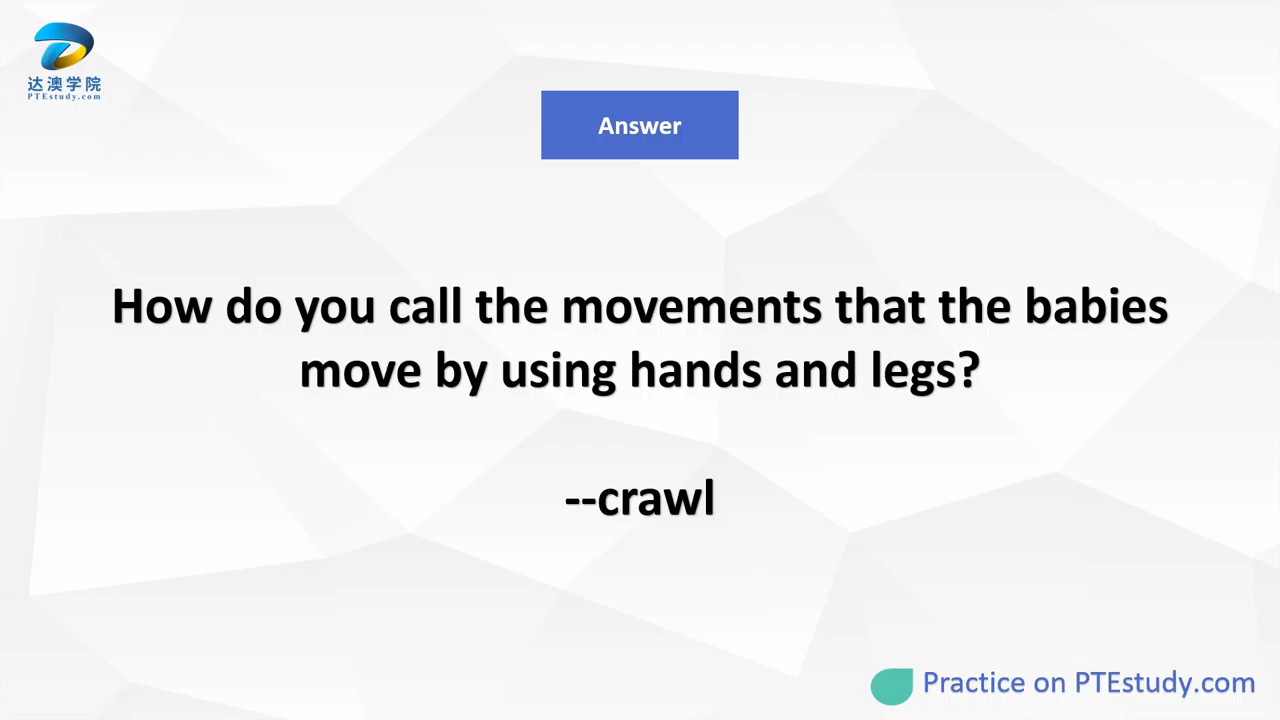 达澳学院
PTEstudy.com
Answer
How do you call the movements that the babies
move by using hands and legs?
--crawl
Practice on PTEstudy.com